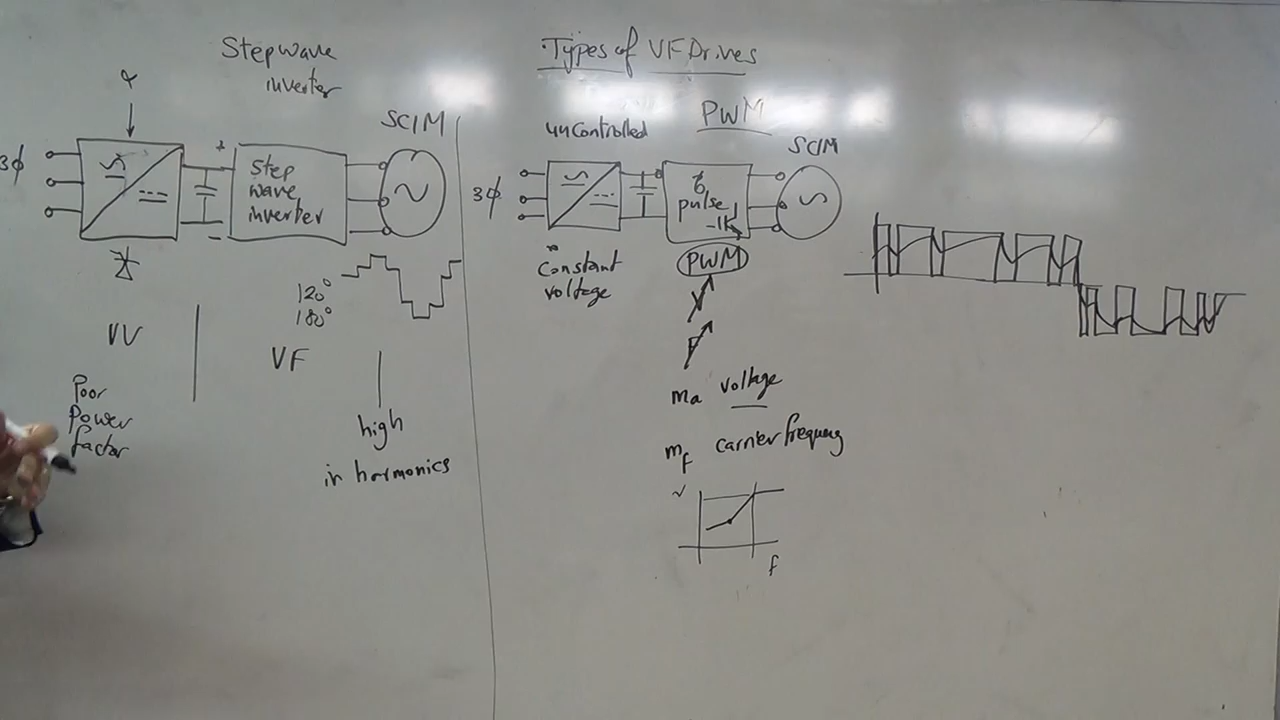 Types of VF Drives
Stepwave
inverter
α
3ϕ
+
-
Step
wave
inverter
SCIM
120°
180°
VV
VF
Poor
Power
factor
high
in harmonics
PWM
uncontrolled
3ϕ
6
pulse
SCIM
Constant
voltage
PWM
V
F
ma voltage
mf carrier frequency
v
f